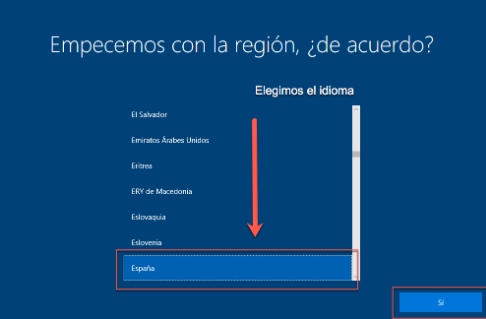 Empecemos con la región, ¿de acuerdo?
Elegimos el idioma
El Salvador
Emiratos Árabes Unidos
Eritrea
ERY de Macedonia
Eslovaquia
Eslovenia
España
Sí